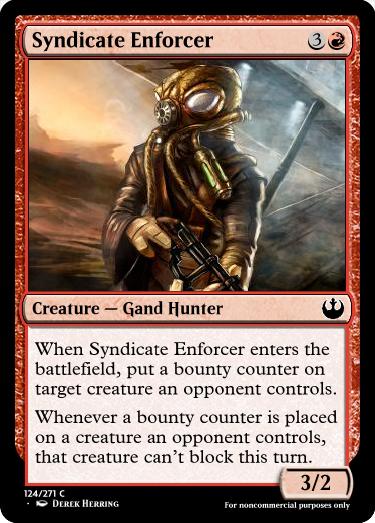 Syndicate Enforcer 3
Creature — Gand Hunter
When Syndicate Enforcer enters the
battlefield, put a bounty counter on
target creature an opponent controls.
Whenever a bounty counter is placed
on a creature an opponent controls,
that creature can't block this turn.
3/2
124/271 C
· DEREK HERRING
For noncommercial purposes only